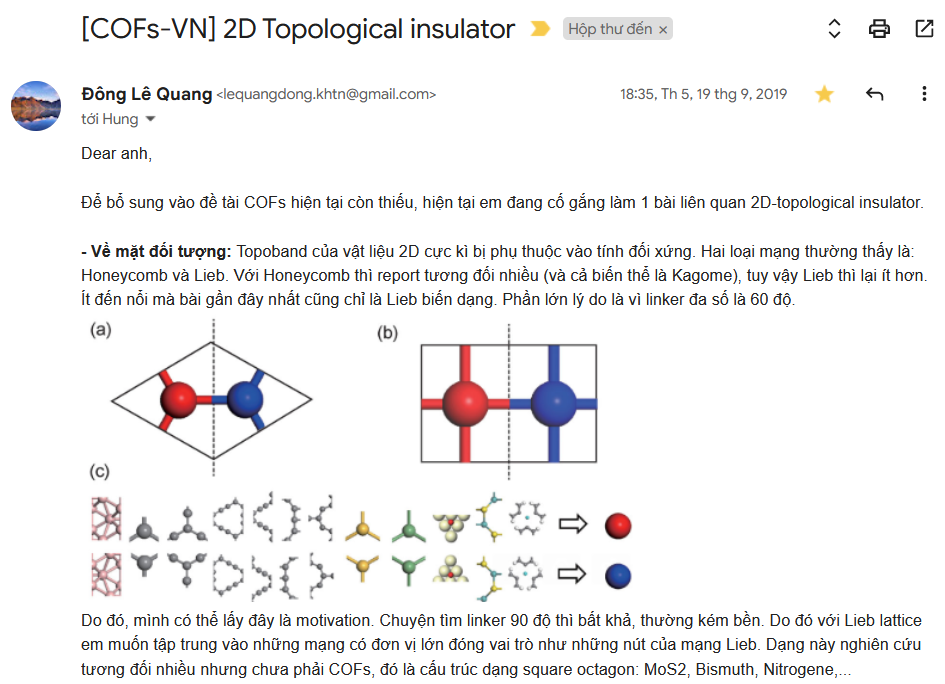 [COFs-VN] 2D Topological insulator
Hộp thư đến ×
Đông Lê Quang <lequangdong.khtn@gmail.com>
18:35, Th 5, 19 thg 9, 2019
tới Hung
Dear anh,
Để bổ sung vào đề tài COFs hiện tại còn thiếu, hiện tại em đang cố gắng làm 1 bài liên quan 2D-topological insulator.
- Về mặt đối tượng: Topoband của vật liệu 2D cực kì bị phụ thuộc vào tính đối xứng. Hai loại mạng thường thấy là:
Honeycomb và Lieb. Với Honeycomb thì report tương đối nhiều (và cả biến thể là Kagome), tuy vậy Lieb thì lại ít hơn.
Ít đến nổi mà bài gần đây nhất cũng chỉ là Lieb biến dạng. Phần lớn lý do là vì linker đa số là 60 độ.
(a)
(b)
(c)
Do đó, mình có thể lấy đây là motivation. Chuyện tìm linker 90 độ thì bất khả, thường kém bền. Do đó với Lieb lattice
em muốn tập trung vào những mạng có đơn vị lớn đóng vai trò như những nút của mạng Lieb. Dạng này nghiên cứu
tương đối nhiều nhưng chưa phải COFs, đó là cấu trúc dạng square octagon: MoS2, Bismuth, Nitrogene,...